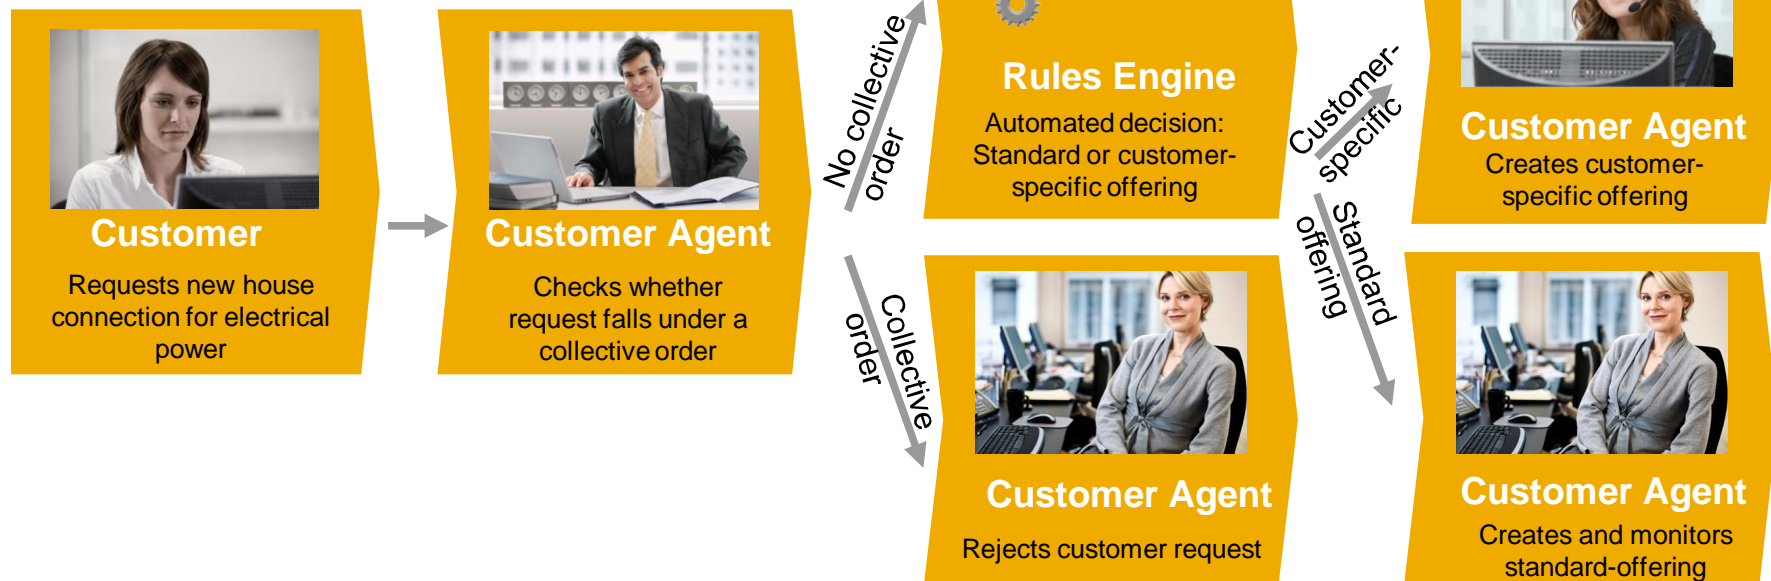 Customer
Requests new house
connection for electrical
power
Customer Agent
Checks whether
request falls under a
collective order
No collective
order
Collective
order
Rules Engine
Automated decision:
Standard or customer-
specific offering
Customer Agent
Rejects customer request
Customer-
specific
Standard
offering
Customer Agent
Creates customer-
specific offering
Customer Agent
Creates and monitors
standard-offering